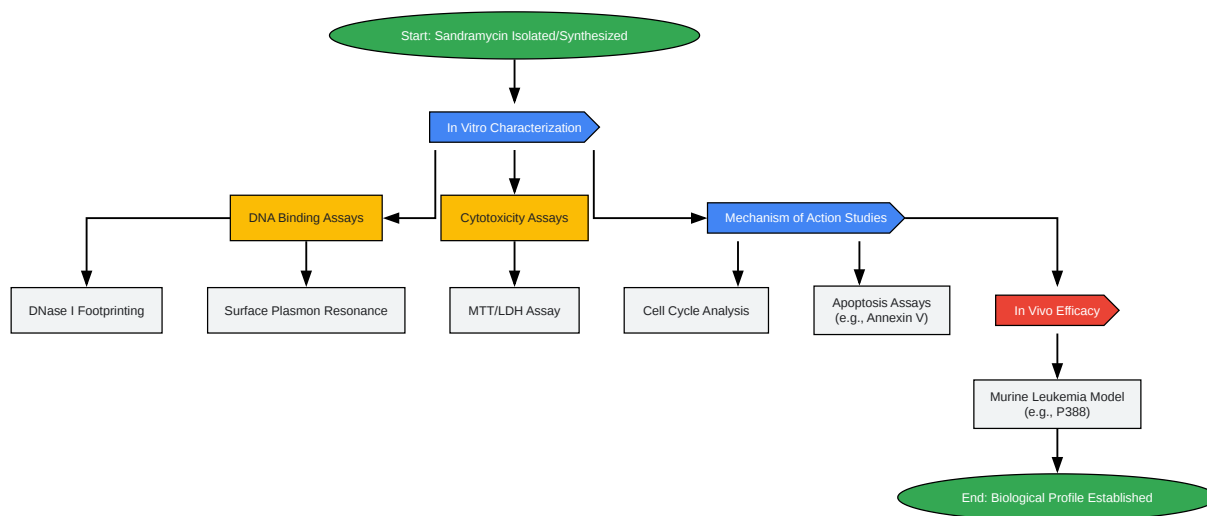 Start: Sandramycin Isolated/Synthesized
In Vitro Characterization
DNA Binding Assays
Cytotoxicity Assays
Mechanism of Action Studies
DNase I Footprinting
Surface Plasmon Resonance
MTT/LDH Assay
Cell Cycle Analysis
Apoptosis Assays
(e.g., Annexin V)
In Vivo Efficacy
Murine Leukemia Model
(e.g., P388)
End: Biological Profile Established